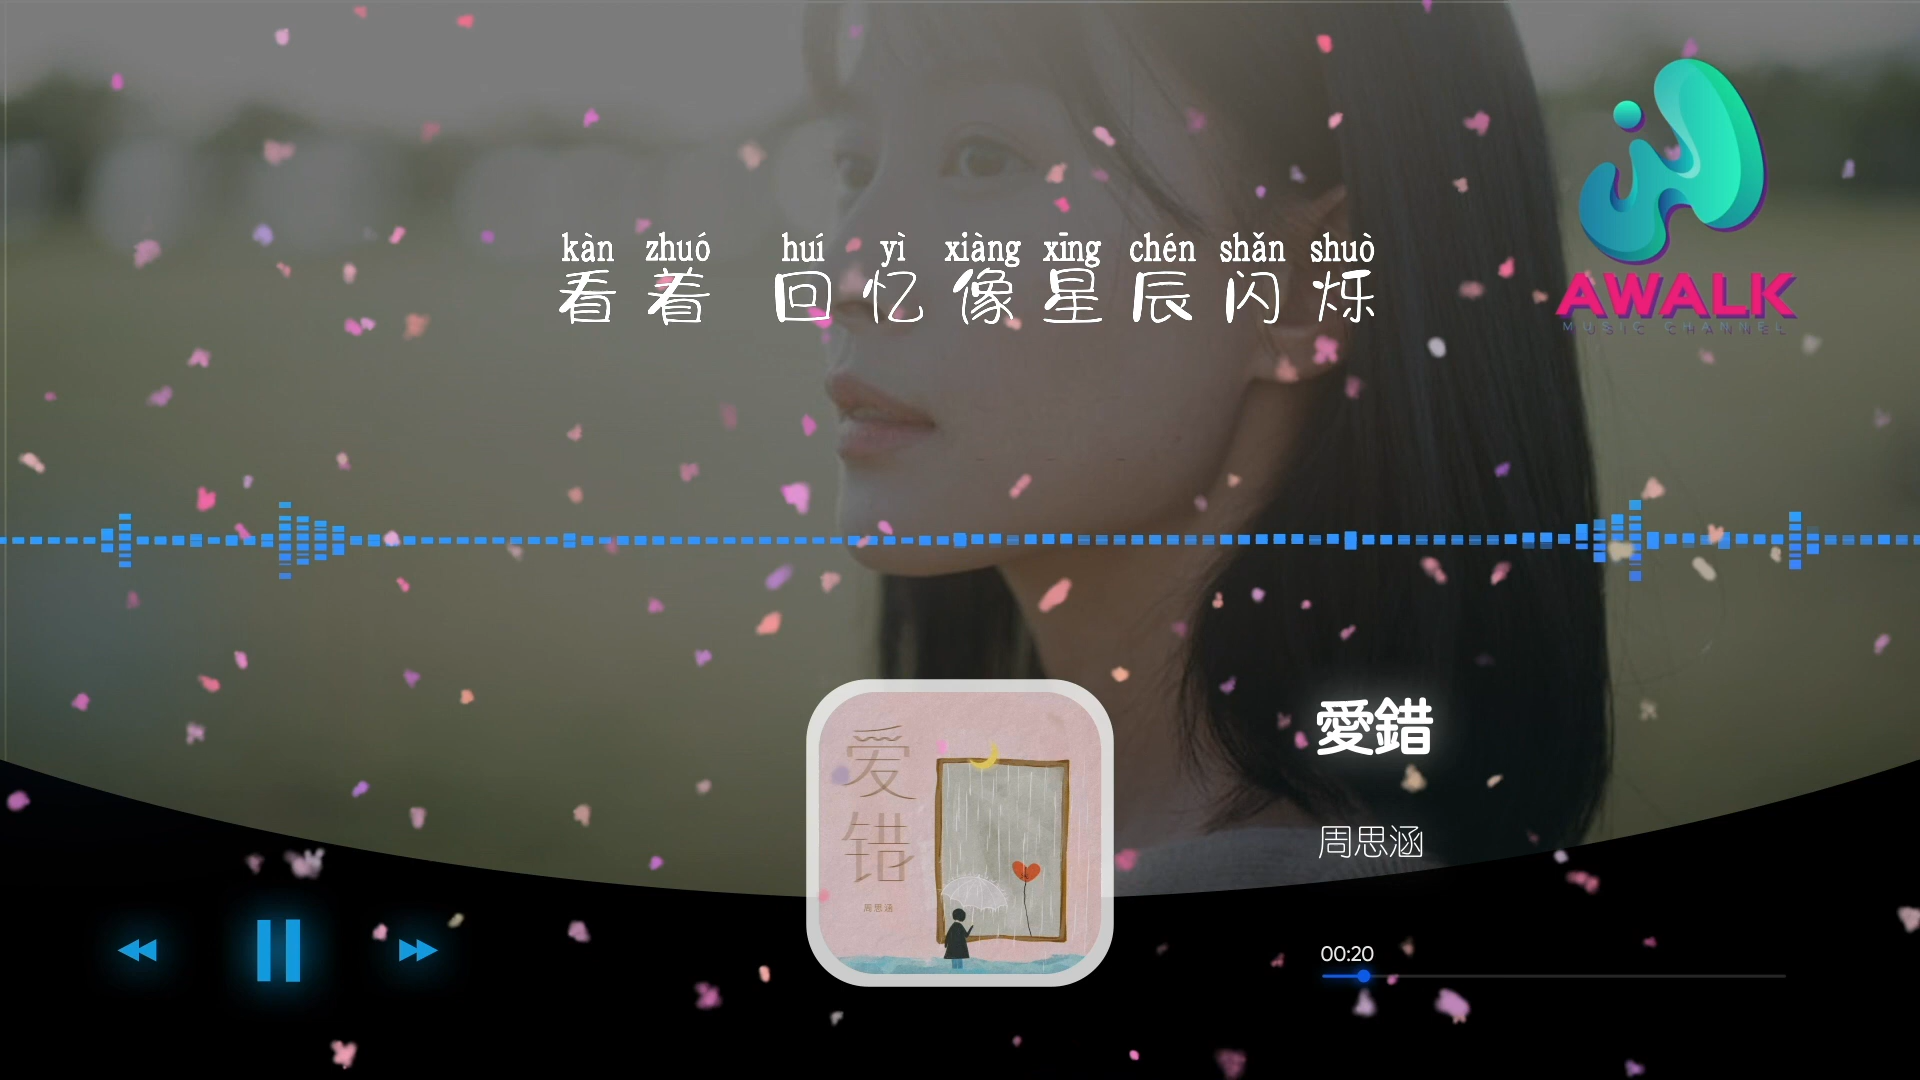 kàn zhuó huí yì xiàng xīng chén shǎn shuò
看着 回忆像星辰闪烁
AWALK
MUSIC CHANNEL
愛錯
周思涵
爱
错
周思涵
00:20